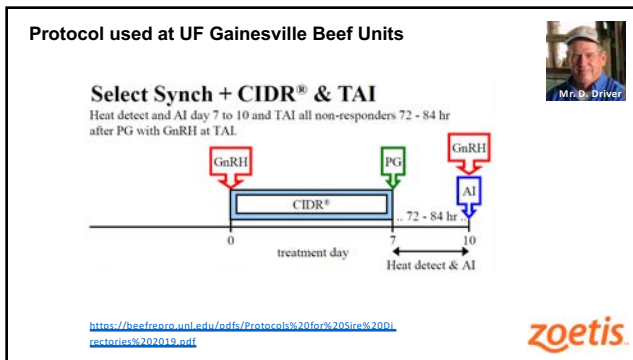 Protocol used at UF Gainesville Beef Units
Mr. D. Driver
Select Synch + CIDR® & TAI
Heat detect and AI day 7 to 10 and TAI all non-responders 72 - 84 hr
after PG with GnRH at TAI.
GnRH
PG
GnRH
AI
CIDR®
.. 72 - 84 hr ..
0
7
10
treatment day
Heat detect & AI
https://beefrepro.unl.edu/pdfs/Protocols%20for%20Sire%20Di
rectories%202019.pdf
zoetis